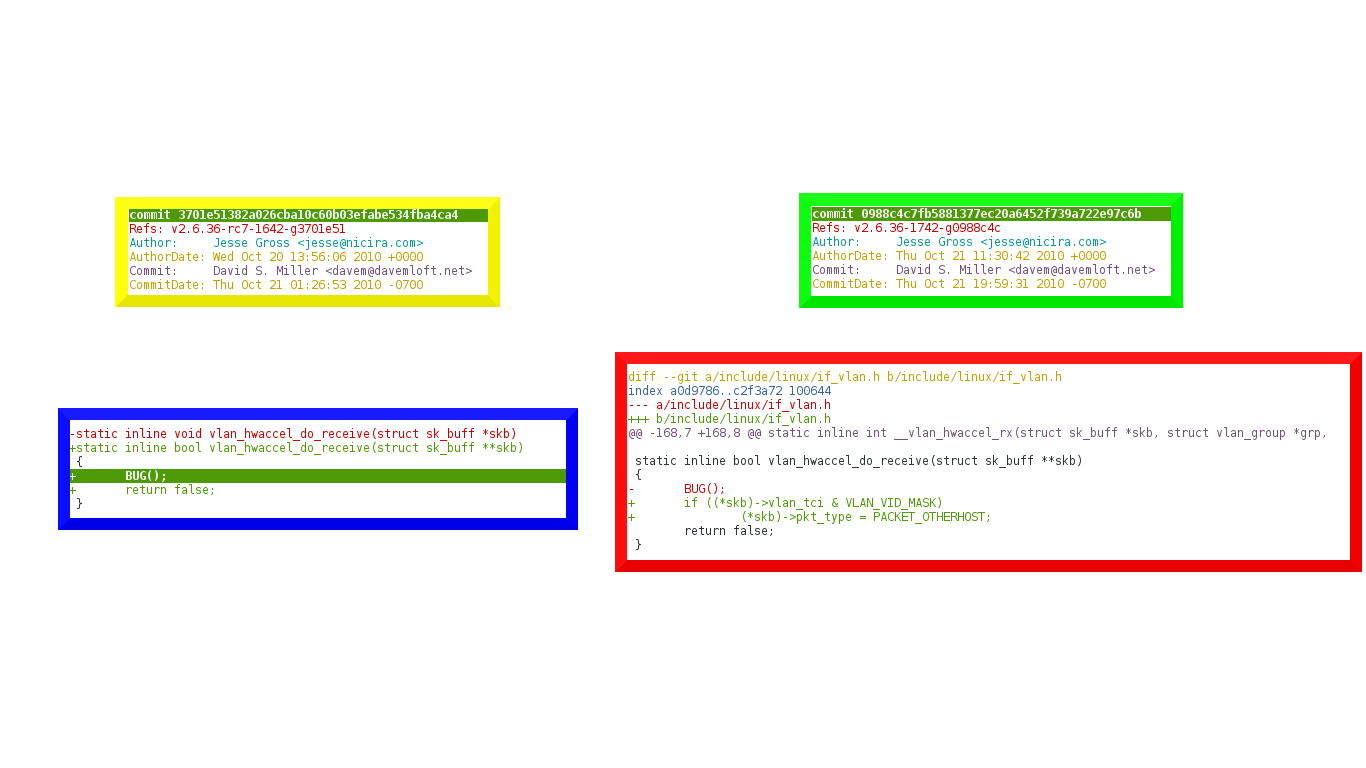 commit 3701e51382a026cba10c60b03efabe534fba4ca4
Refs: v2.6.36-rc7-1642-g3701e51
Author:     Jesse Gross <jesse@nicira.com>
AuthorDate: Wed Oct 20 13:56:06 2010 +0000
Commit:     David S. Miller <davem@davemloft.net>
CommitDate: Thu Oct 21 01:26:53 2010 -0700
commit 0988c4c7fb5881377ec20a6452f739a722e97c6b
Refs: v2.6.36-1742-g0988c4c
Author:     Jesse Gross <jesse@nicira.com>
AuthorDate: Thu Oct 21 11:30:42 2010 +0000
Commit:     David S. Miller <davem@davemloft.net>
CommitDate: Thu Oct 21 19:59:31 2010 -0700
-static inline void vlan_hwaccel_do_receive(struct sk_buff *skb)
+static inline bool vlan_hwaccel_do_receive(struct sk_buff **skb)
 {
+       BUG();
+       return false;
 }
diff --git a/include/linux/if_vlan.h b/include/linux/if_vlan.h
index a0d9786..c2f3a72 100644
--- a/include/linux/if_vlan.h
+++ b/include/linux/if_vlan.h
@@ -168,7 +168,8 @@ static inline int __vlan_hwaccel_rx(struct sk_buff *skb, struct vlan_group *grp,
 static inline bool vlan_hwaccel_do_receive(struct sk_buff **skb)
 {
-       BUG();
+       if ((*skb)->vlan_tci & VLAN_VID_MASK)
+               (*skb)->pkt_type = PACKET_OTHERHOST;
        return false;
 }